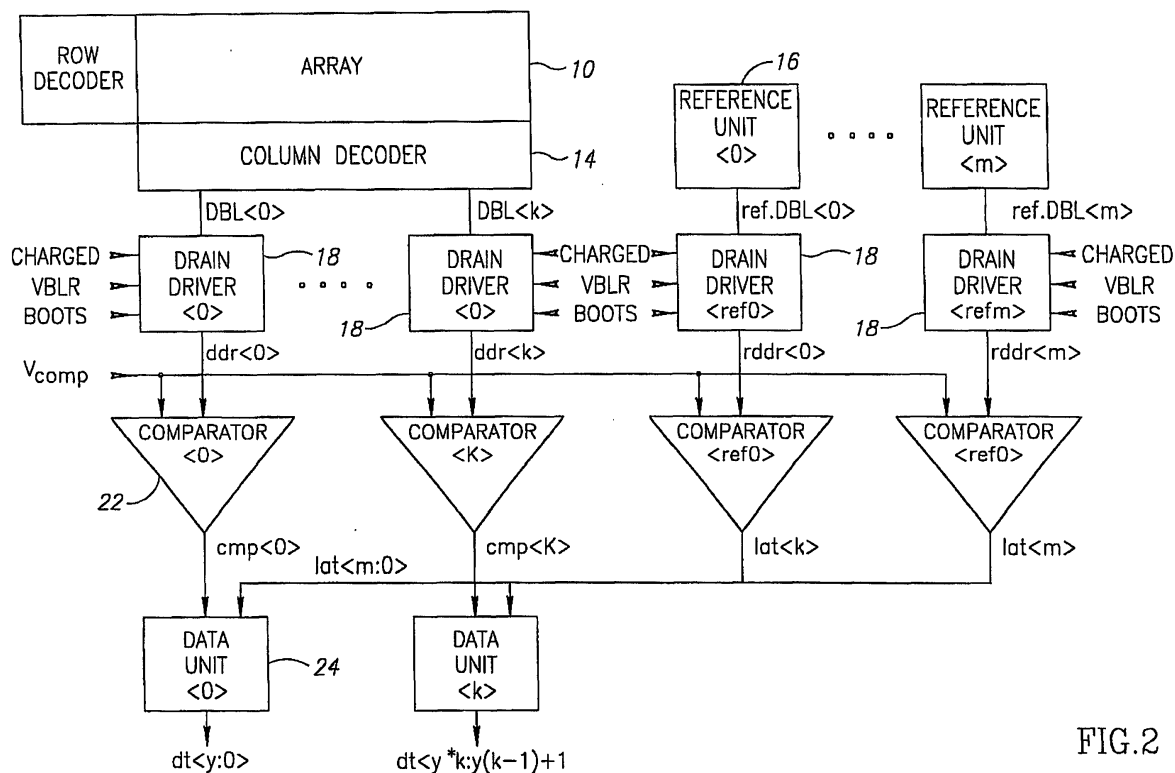 ROW
DECODER
ARRAY
10
COLUMN DECODER
14
16
REFERENCE
UNIT
<0>
REFERENCE
UNIT
<m>
DBL<0>
DBL<k>
ref.DBL<0>
ref.DBL<m>
CHARGED
VBLR
BOOTS
DRAIN
DRIVER
<0>
18
DRAIN
DRIVER
<0>
18
CHARGED
VBLR
BOOTS
DRAIN
DRIVER
<ref0>
18
DRAIN
DRIVER
<refm>
18
CHARGED
VBLR
BOOTS
ddr<0>
ddr<k>
rddr<0>
rddr<m>
Vcomp
COMPARATOR
<0>
22
COMPARATOR
<K>
COMPARATOR
<ref0>
COMPARATOR
<ref0>
cmp<0>
cmp<K>
lat<k>
lat<m>
lat<m:0>
DATA
UNIT
<0>
24
DATA
UNIT
<k>
dt<y:0>
dt<y*k:y(k-1)+1
FIG.2